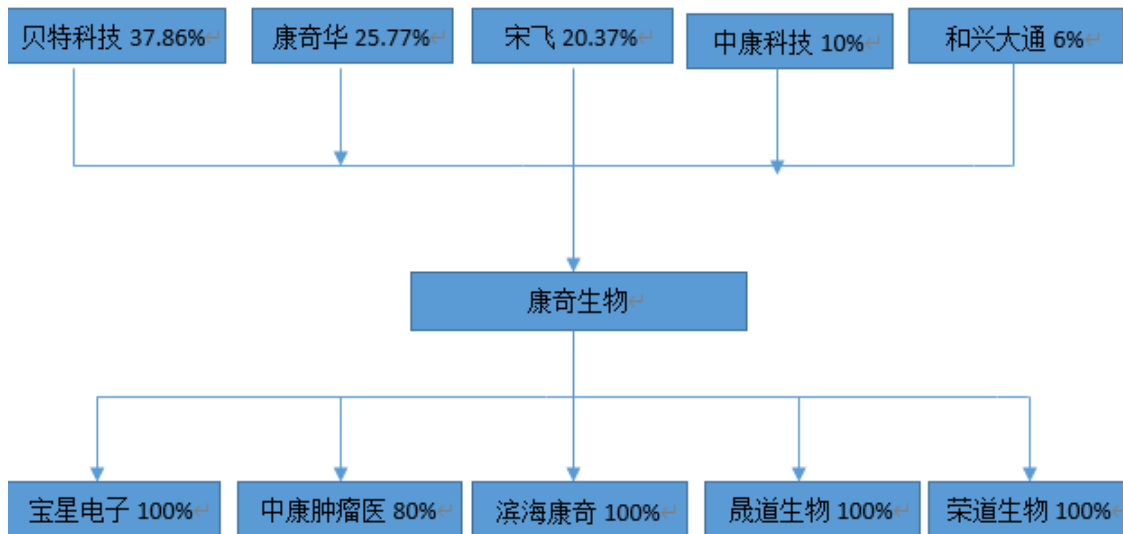 贝特科技 37.86%
康奇华 25.77%
宋飞 20.37%
中康科技 10%
和兴大通 6%
康奇生物
宝星电子 100%
中康肿瘤医 80%
滨海康奇 100%
晟道生物 100%
荣道生物 100%